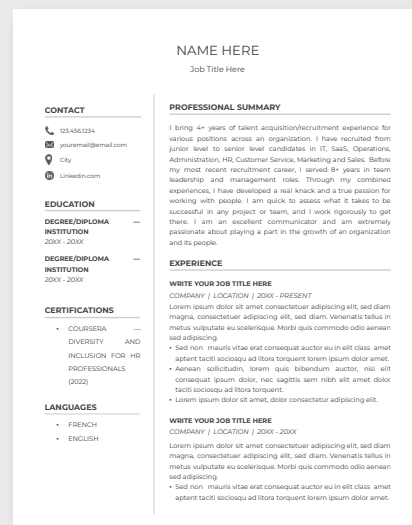 NAME HERE
Job Title Here
CONTACT
123.456.1234
youremail@email.com
City
Linkedin.com
EDUCATION
DEGREE/DIPLOMA —
INSTITUTION
20XX - 20XX
DEGREE/DIPLOMA —
INSTITUTION
20XX - 20XX
CERTIFICATIONS
• COURSERA —
DIVERSITY AND
INCLUSION FOR HR
PROFESSIONALS
(2022)
LANGUAGES
• FRENCH
• ENGLISH
PROFESSIONAL SUMMARY
I bring 4+ years of talent acquisition/recruitment experience for
various positions across an organization. I have recruited from
junior level to senior level candidates in IT, SaaS, Operations,
Administration, HR, Customer Service, Marketing and Sales. Before
my most recent recruitment career, I served 8+ years in team
leadership and management roles. Through my combined
experiences, I have developed a real knack and a true passion for
working with people. I am quick to assess what it takes to be
successful in any project or team, and I work rigorously to get
there. I am an excellent communicator and am extremely
passionate about playing a part in the growth of an organization
and its people.
EXPERIENCE
WRITE YOUR JOB TITLE HERE
COMPANY | LOCATION | 20XX - PRESENT
Lorem ipsum dolor sit amet consectetuer adipiscing elit, sed diam
magna, consectetuer adipiscing elit, sed diam. Venenatis tellus in
metus vulputate eu scelerisque. Morbi quis commodo odio aenean
sed adipiscing.
• Sed non mauris vitae erat consequat auctor eu in elit class amet
aptent taciti sociosqu ad litora torquent lorem ipsum dolor amet.
• Aenean sollicitudin, lorem quis bibendum auctor, nisi elit
consequat ipsum dolor, nec sagittis sem nibh elit amet dolor
taciti sociosqu ad litora torquent.
• Lorem ipsum dolor sit amet, dolor consectetur adipiscing elit.
WRITE YOUR JOB TITLE HERE
COMPANY | LOCATION | 20XX - 20XX
Lorem ipsum dolor sit amet consectetuer adipiscing elit, sed diam
magna, consectetuer adipiscing elit, sed diam. Venenatis tellus in
metus vulputate eu scelerisque. Morbi quis commodo odio aenean
sed adipiscing.
• Sed non mauris vitae erat consequat auctor eu in elit class amet
aptent taciti sociosqu ad litora torquent lorem ipsum dolor amet.